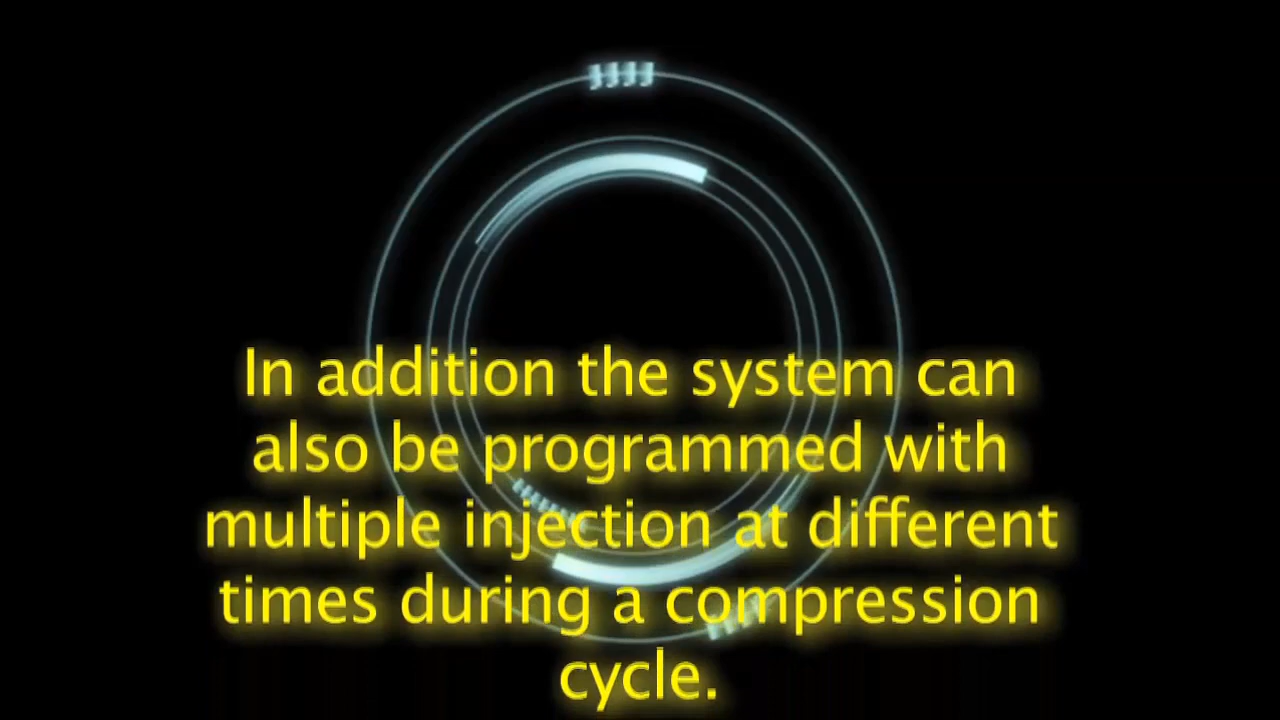 In addition the system can
also be programmed with
multiple injection at different
times during a compression
cycle.